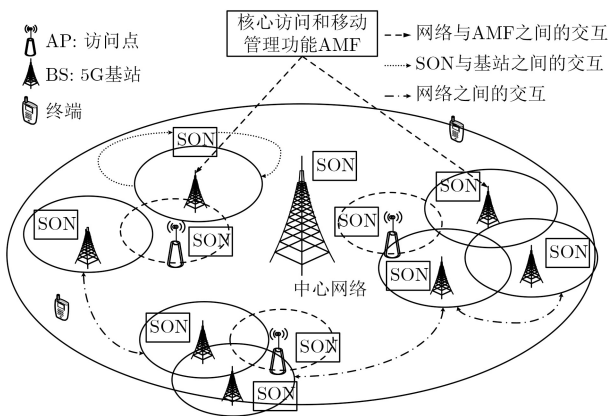 AP: 访问点
BS: 5G基站
终端
核心访问和移动
管理功能AMF
网络与AMF之间的交互
SON与基站之间的交互
网络之间的交互
SON
SON
SON
SON
SON
SON
SON
中心网络
SON
SON
SON
SON